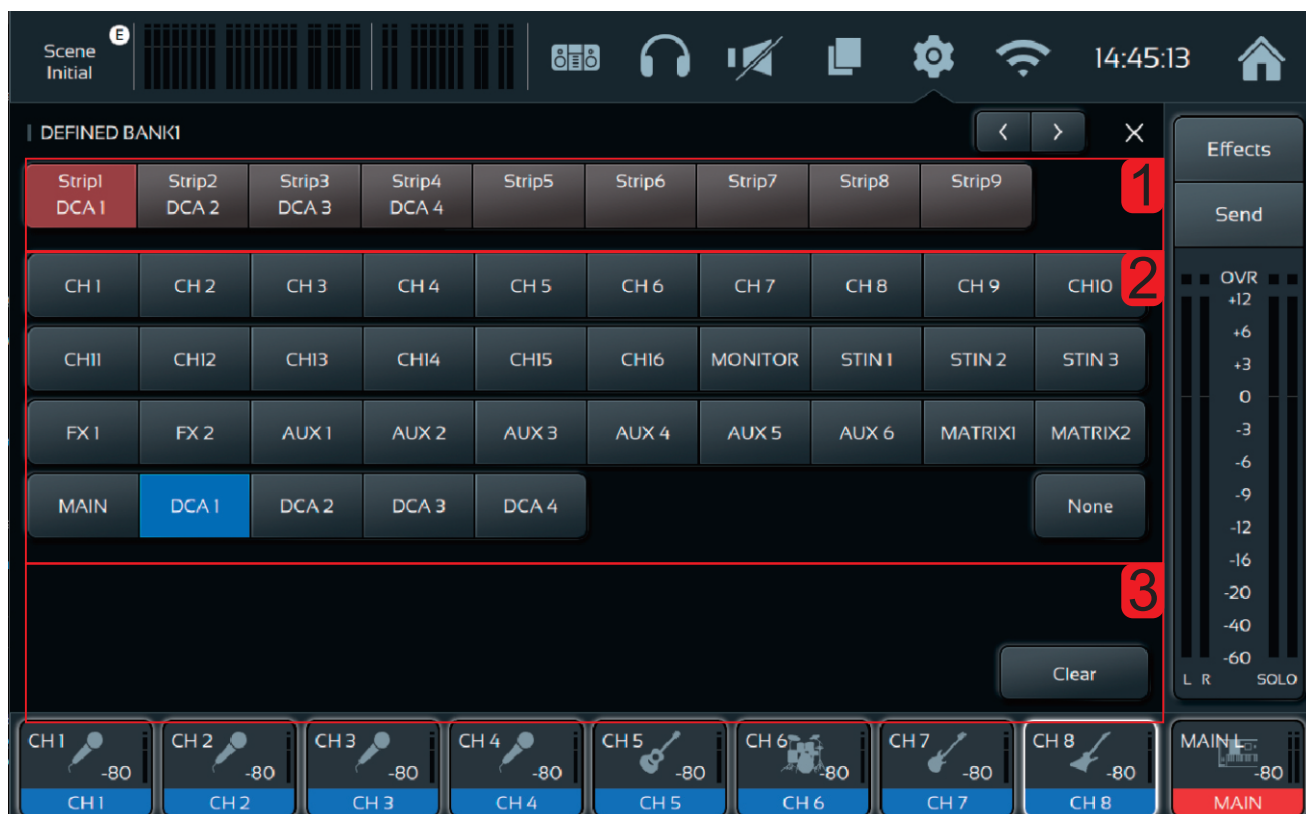 Scene E
Initial
14:45:13
DEFINED BANK1
< > X
Effects
Strip1 Strip2 Strip3 Strip4 Strip5 Strip6 Strip7 Strip8 Strip9
DCA 1 DCA 2 DCA 3 DCA 4
1
Send
CH 1 CH 2 CH 3 CH 4 CH 5 CH 6 CH 7 CH 8 CH 9 CH10
2
CH11 CH12 CH13 CH14 CH15 CH16 MONITOR STIN 1 STIN 2 STIN 3
FX 1 FX 2 AUX 1 AUX 2 AUX 3 AUX 4 AUX 5 AUX 6 MATRIX1 MATRIX2
MAIN DCA 1 DCA 2 DCA 3 DCA 4 None
3
Clear
OVR
+12
+6
+3
0
-3
-6
-9
-12
-16
-20
-40
-60
L R SOLO
CH 1 CH 2 CH 3 CH 4 CH 5 CH 6 CH 7 CH 8 MAIN L
-80 -80 -80 -80 -80 -80 -80 -80 -80
CH 1 CH 2 CH 3 CH 4 CH 5 CH 6 CH 7 CH 8 MAIN